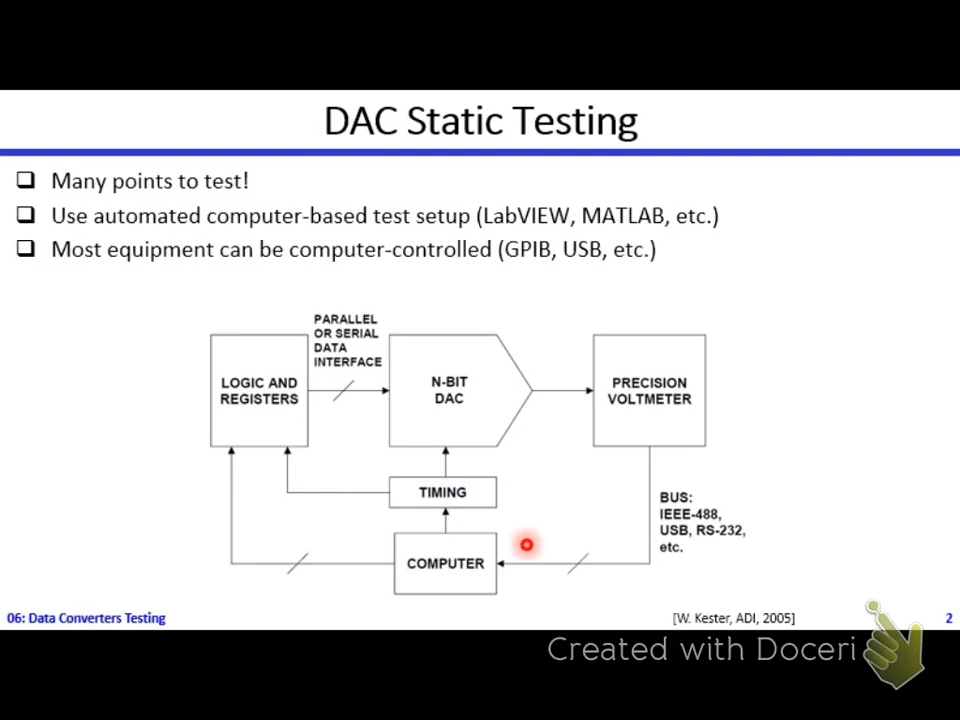 DAC Static Testing
Many points to test!
Use automated computer-based test setup (LabVIEW, MATLAB, etc.)
Most equipment can be computer-controlled (GPIB, USB, etc.)
PARALLEL
OR SERIAL
DATA
INTERFACE
LOGIC AND
REGISTERS
N-BIT
DAC
PRECISION
VOLTMETER
TIMING
BUS:
IEEE-488,
USB, RS-232,
etc.
COMPUTER
06: Data Converters Testing
[W. Kester, ADI, 2005]
2
Created with Doceri